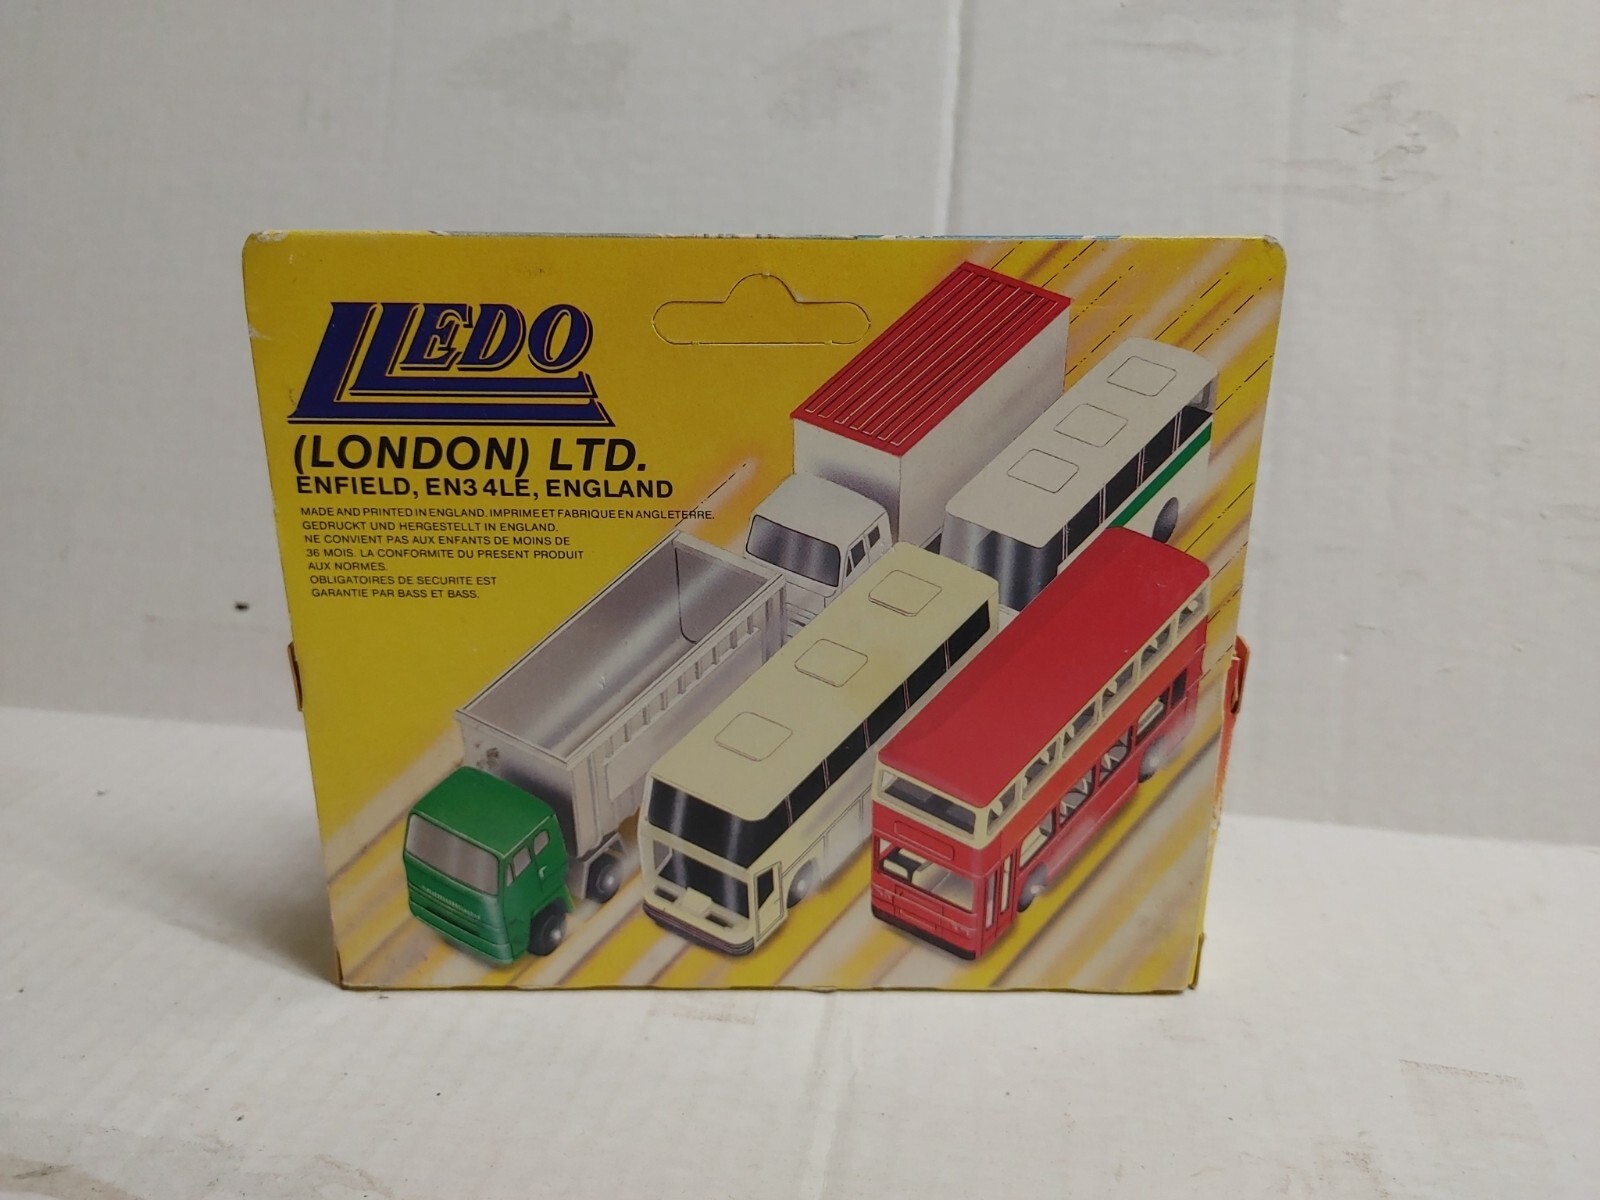 LLEDO
(LONDON) LTD.
ENFIELD, EN3 4LE, ENGLAND
MADE AND PRINTED IN ENGLAND. IMPRIME ET FABRIQUE EN ANGLETERRE.
GEDRUCKT UND HERGESTELLT IN ENGLAND.
NE CONVIENT PAS AUX ENFANTS DE MOINS DE
36 MOIS. LA CONFORMITE DU PRESENT PRODUIT
AUX NORMES.
OBLIGATOIRES DE SECURITE EST
GARANTIE PAR BASS ET BASS.